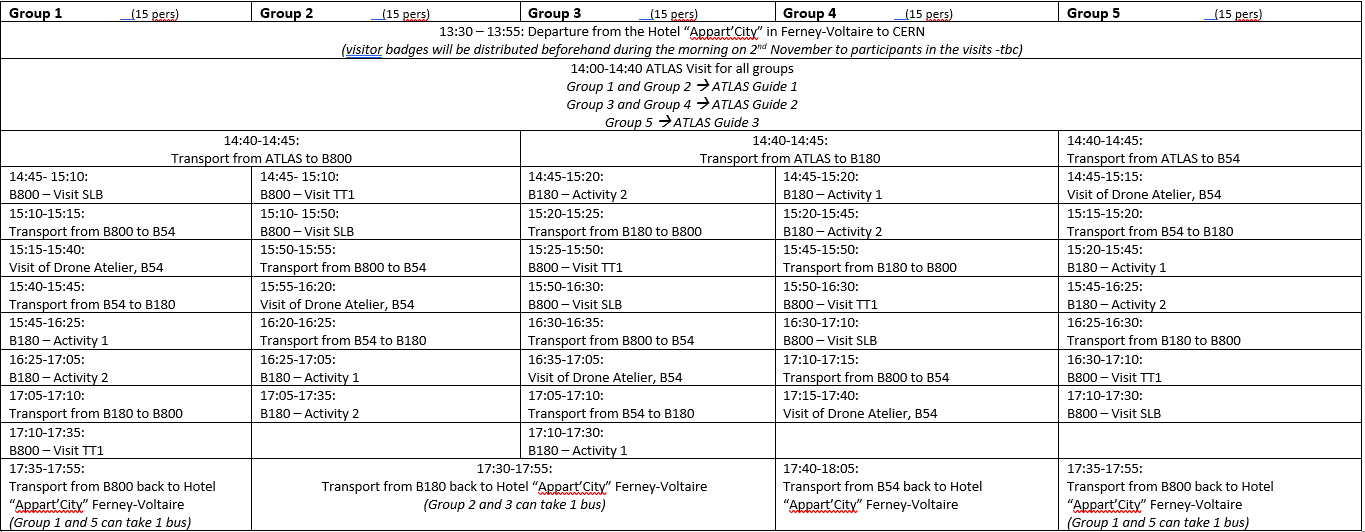 Group 1 __(15 pers) Group 2 __(15 pers) Group 3 __(15 pers) Group 4 __(15 pers) Group 5 __(15 pers)
13:30 – 13:55: Departure from the Hotel “Appart’City” in Ferney-Voltaire to CERN
(visitor badges will be distributed beforehand during the morning on 2nd November to participants in the visits -tbc)
14:00-14:40 ATLAS Visit for all groups
Group 1 and Group 2 → ATLAS Guide 1
Group 3 and Group 4 → ATLAS Guide 2
Group 5 → ATLAS Guide 3
14:40-14:45: 14:40-14:45: 14:40-14:45:
Transport from ATLAS to B800 Transport from ATLAS to B180 Transport from ATLAS to B54
14:45- 15:10: 14:45- 15:10: 14:45-15:20: 14:45-15:20: 14:45-15:15:
B800 – Visit SLB B800 – Visit TT1 B180 – Activity 2 B180 – Activity 1 Visit of Drone Atelier, B54
15:10-15:15: 15:10- 15:50: 15:20-15:25: 15:20-15:45: 15:15-15:20:
Transport from B800 to B54 B800 – Visit SLB Transport from B180 to B800 B180 – Activity 2 Transport from B54 to B180
15:15-15:40: 15:50-15:55: 15:25-15:50: 15:45-15:50: 15:20-15:45:
Visit of Drone Atelier, B54 Transport from B800 to B54 B800 – Visit TT1 Transport from B180 to B800 B180 – Activity 1
15:40-15:45: 15:55-16:20: 15:50-16:30: 15:50-16:30: 15:45-16:25:
Transport from B54 to B180 Visit of Drone Atelier, B54 B800 – Visit SLB B800 – Visit TT1 B180 – Activity 2
15:45-16:25: 16:20-16:25: 16:30-16:35: 16:30-17:10: 16:25-16:30:
B180 – Activity 1 Transport from B54 to B180 Transport from B800 to B54 B800 – Visit SLB Transport from B180 to B800
16:25-17:05: 16:25-17:05: 16:35-17:05: 17:10-17:15: 16:30-17:10:
B180 – Activity 2 B180 – Activity 1 Visit of Drone Atelier, B54 Transport from B800 to B54 B800 – Visit TT1
17:05-17:10: 17:05-17:35: 17:05-17:10: 17:15-17:40: 17:10-17:30:
Transport from B180 to B800 B180 – Activity 2 Transport from B54 to B180 Visit of Drone Atelier, B54 B800 – Visit SLB
17:10-17:35: 17:10-17:30:
B800 – Visit TT1 B180 – Activity 1
17:35-17:55: 17:30-17:55: 17:40-18:05: 17:35-17:55:
Transport from B800 back to Hotel Transport from B180 back to Hotel “Appart’City” Ferney-Voltaire Transport from B54 back to Hotel Transport from B800 back to Hotel
“Appart’City” Ferney-Voltaire (Group 2 and 3 can take 1 bus) “Appart’City” Ferney-Voltaire “Appart’City” Ferney-Voltaire
(Group 1 and 5 can take 1 bus) (Group 1 and 5 can take 1 bus)